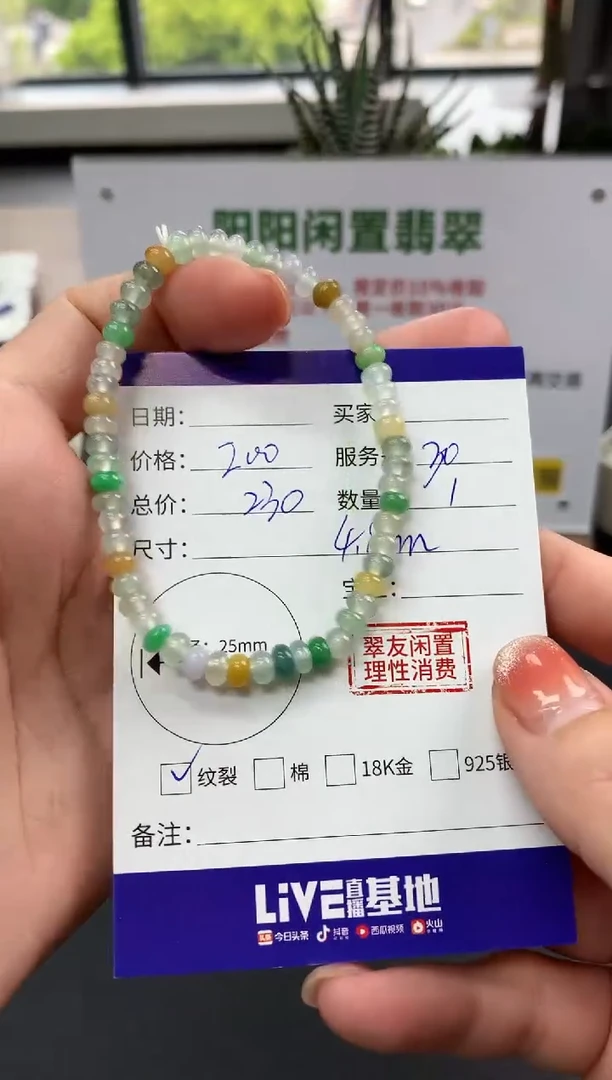 阳阳闲置翡翠
日期： 买家
价格： 200 服务 30
总价： 230 数量 1
尺寸：
25mm
翠友闲置
理性消费
纹裂 棉 18K金 925银
备注：
LiVE直播基地
今日头条 抖音 西瓜视频 火山